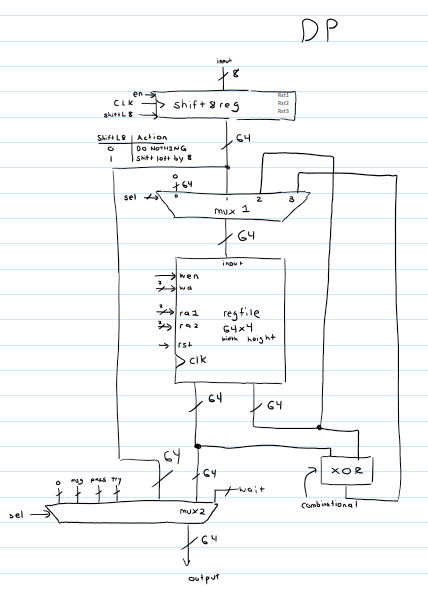 DP
input
8
en
CLK
shiftL8
shift 8 reg
Rst1
Rst2
Rst3
64
ShiftL8 Action
0 DO NOTHING
1 Shift left by 8
0
64
sel
0 1 2 3
mux 1
64
input
wen
2 wa
2 ra1
2 ra2
rst
clk
regfile
64x4
width height
64 64
64
64
XOR
combinational
0 msg pass try
wait
sel
mux2
64
output